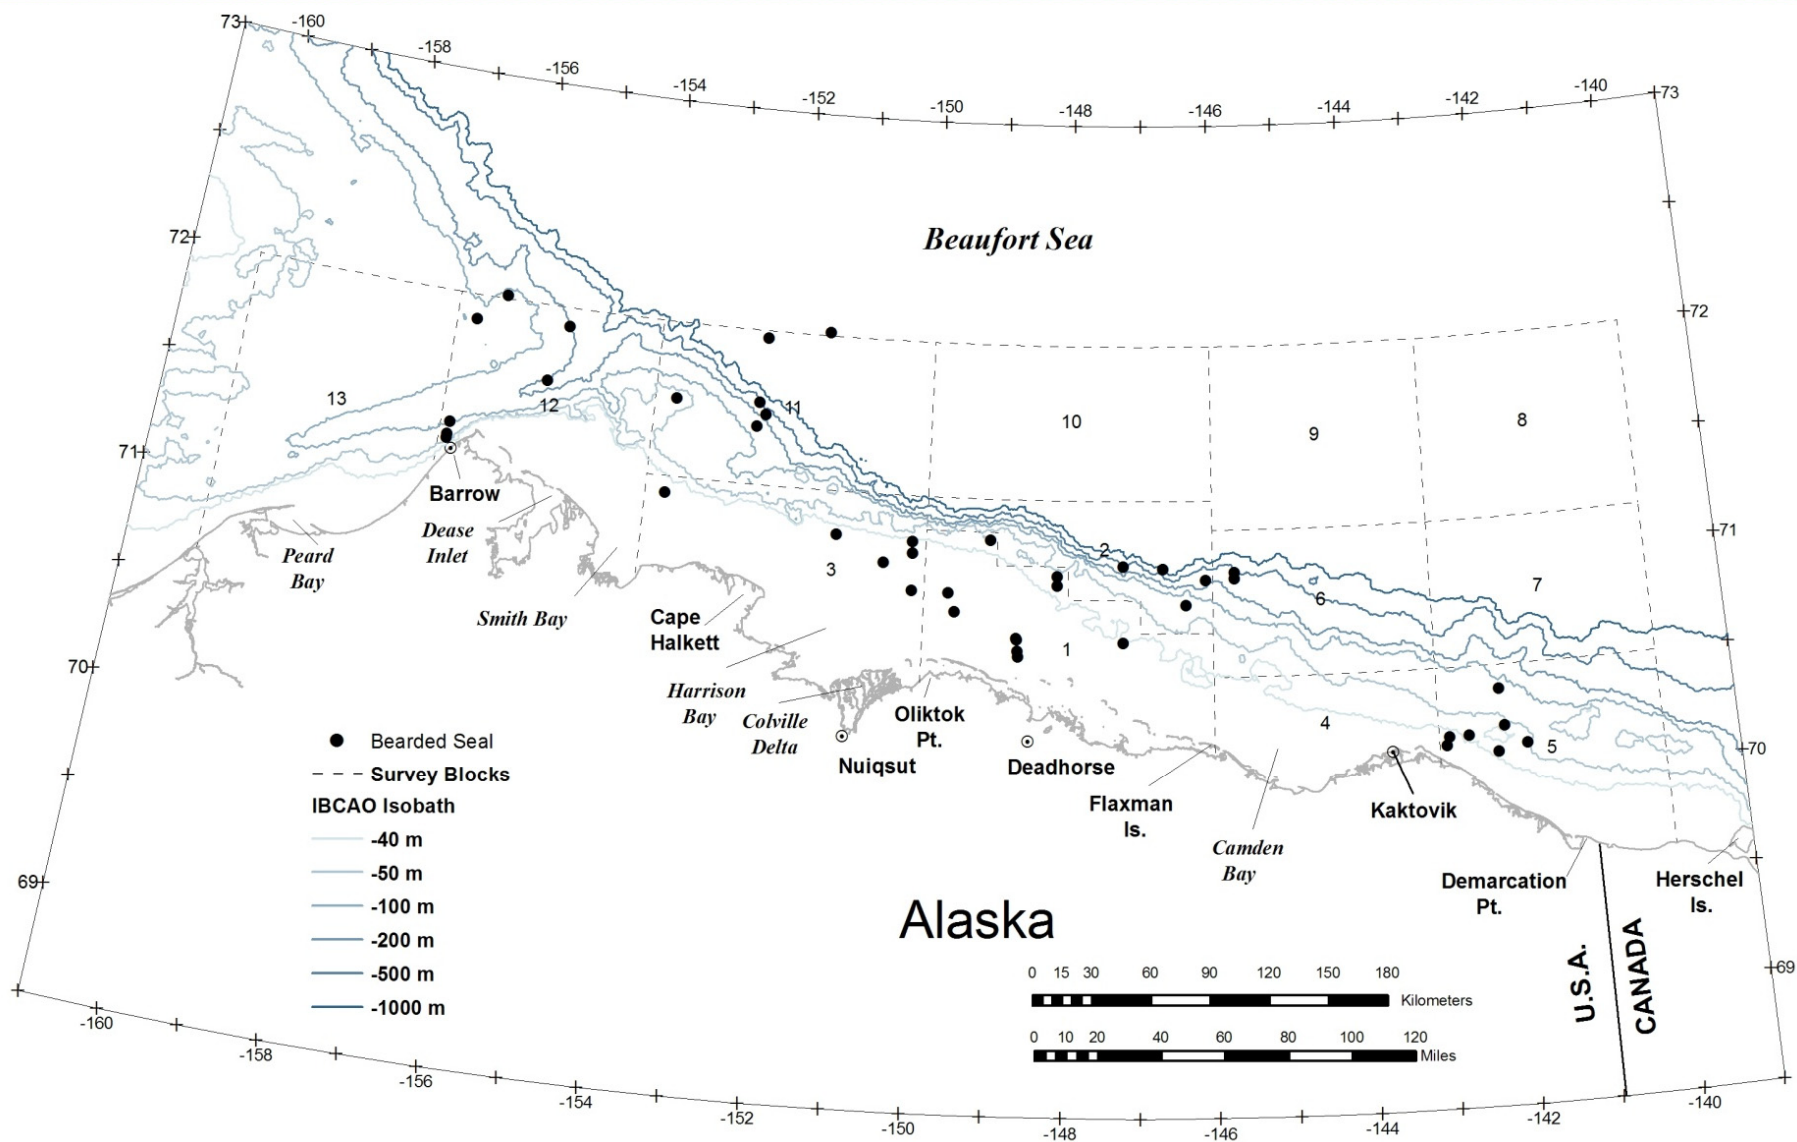 73
-160
-158
-156
-154
-152
-150
-148
-146
-144
-142
-140
73
72
Beaufort Sea
72
13
12
11
10
9
8
71
Barrow
Dease
Inlet
Peard
Bay
Smith Bay
3
2
71
6
7
70
Cape
Halkett
1
Harrison
Bay
Colville
Delta
Oliktok
Pt.
4
5
70
Nuiqsut
Deadhorse
Flaxman
Is.
Kaktovik
Camden
Bay
Demarcation
Pt.
Herschel
Is.
Bearded Seal
Survey Blocks
IBCAO Isobath
-40 m
-50 m
-100 m
-200 m
-500 m
-1000 m
69
Alaska
U.S.A.
CANADA
69
0 15 30 60 90 120 150 180
Kilometers
0 10 20 40 60 80 100 120
Miles
-160
-158
-156
-154
-152
-150
-148
-146
-144
-142
-140